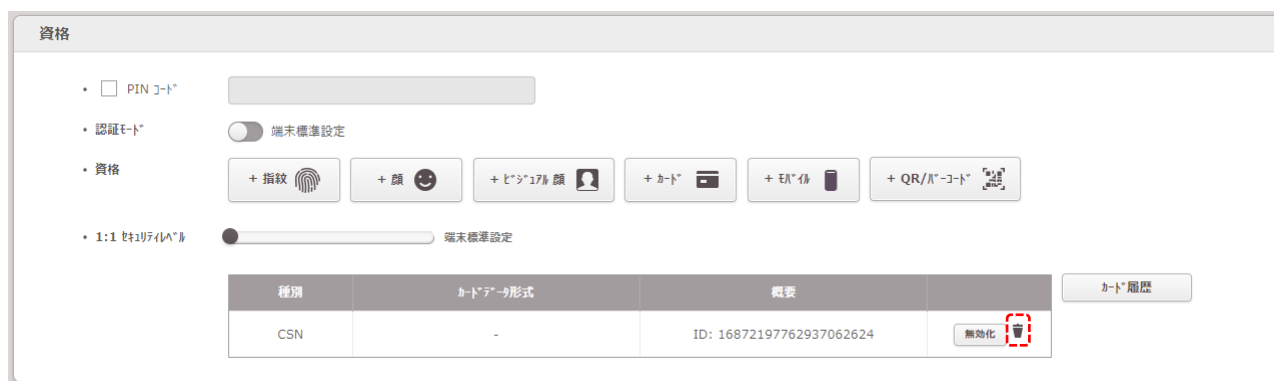 資格
• PIN コード
• 認証モード 端末標準設定
• 資格 + 指紋 + 顔 + ビジュアル 顔 + カード + モバイル + QR/バーコード
• 1:1 セキュリティレベル 端末標準設定
種別 カードデータ形式 概要 カード履歴
CSN - ID: 16872197762937062624 無効化